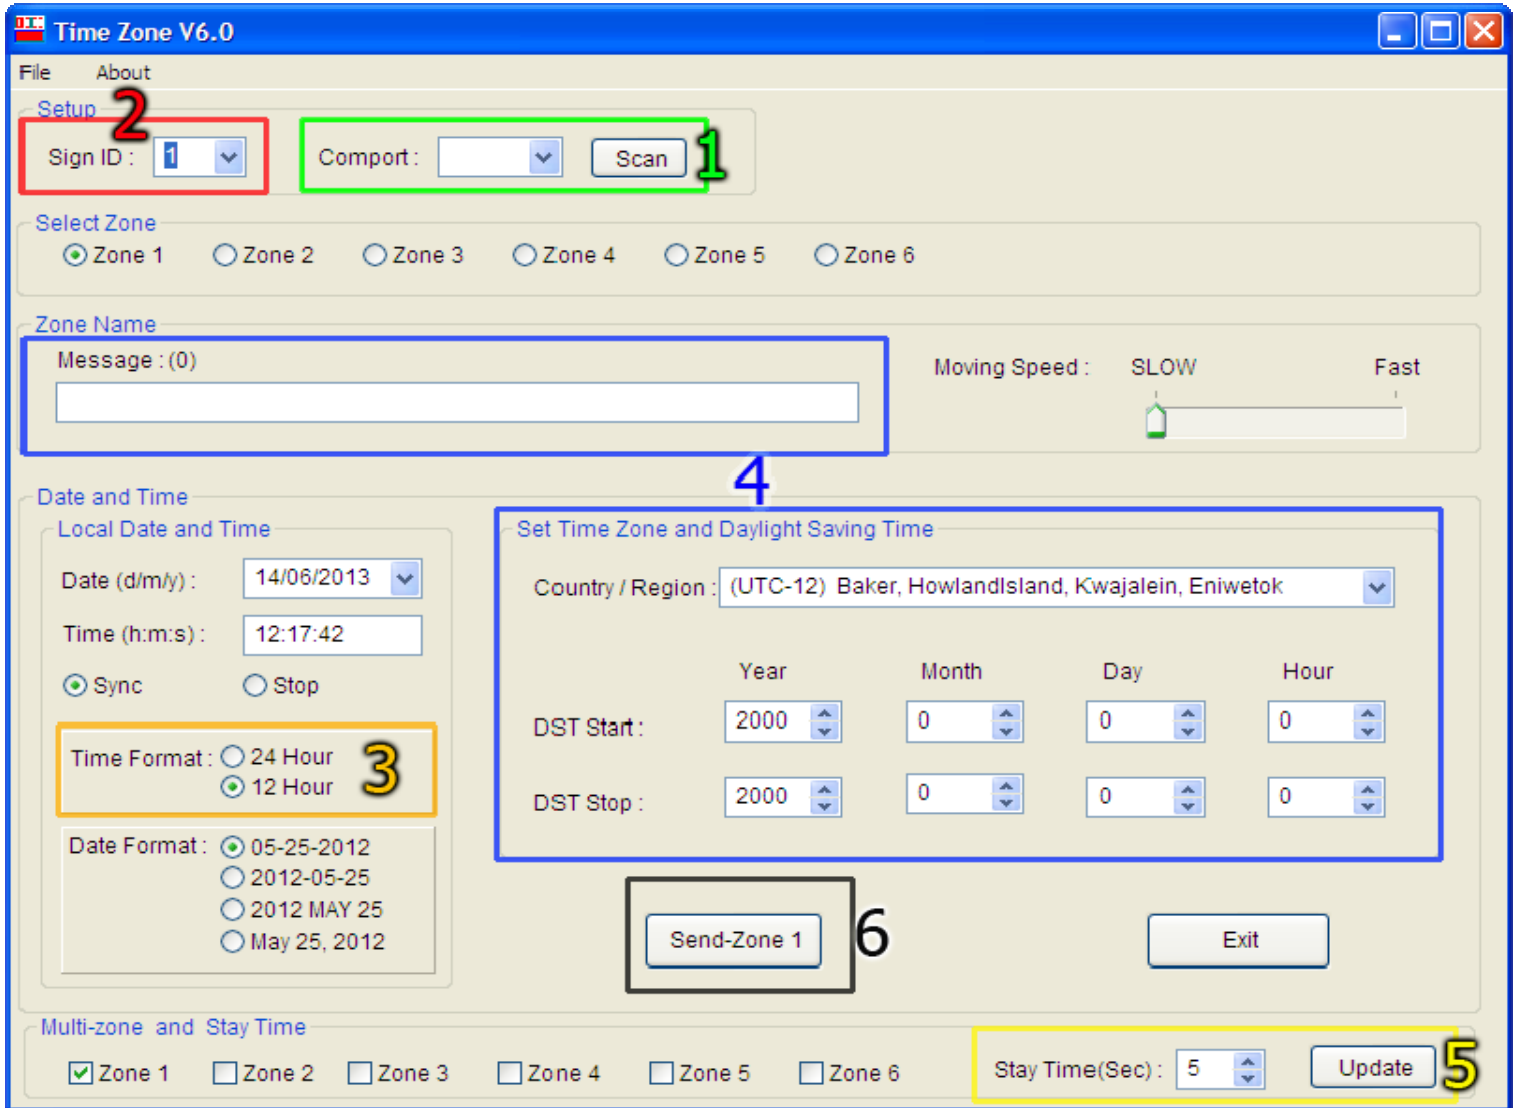 Time Zone V6.0
File About
Setup
2
Sign ID : 1 Comport : Scan 1
Select Zone
Zone 1 Zone 2 Zone 3 Zone 4 Zone 5 Zone 6
Zone Name
Message : (0)
Moving Speed : SLOW Fast
4
Date and Time
Local Date and Time
Date (d/m/y) : 14/06/2013
Time (h:m:s) : 12:17:42
Sync Stop
Time Format : 24 Hour
12 Hour
3
Date Format : 05-25-2012
2012-05-25
2012 MAY 25
May 25, 2012
Set Time Zone and Daylight Saving Time
Country / Region : (UTC-12) Baker, HowlandIsland, Kwajalein, Eniwetok
Year Month Day Hour
DST Start : 2000 0 0 0
DST Stop : 2000 0 0 0
Send-Zone 1 6 Exit
Multi-zone and Stay Time
Zone 1 Zone 2 Zone 3 Zone 4 Zone 5 Zone 6 Stay Time(Sec) : 5 Update 5